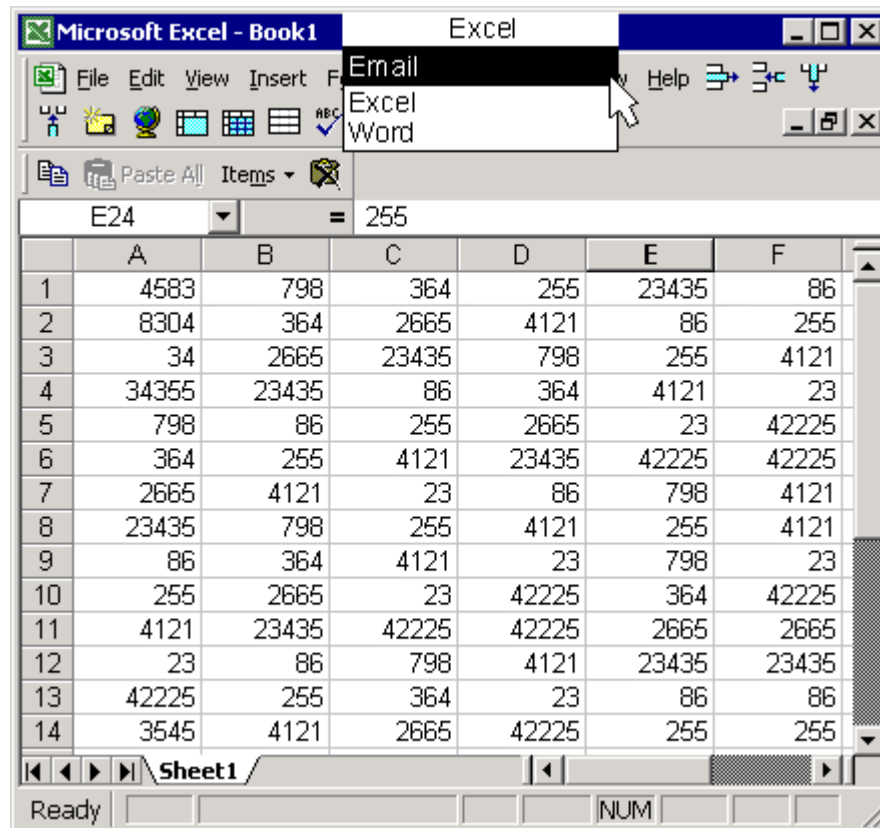 Microsoft Excel - Book1
Excel
File Edit View Insert Help
Email
Excel
Word
ABC
Paste All Items
E24 = 255
A B C D E F
1 4583 798 364 255 23435 86
2 8304 364 2665 4121 86 255
3 34 2665 23435 798 255 4121
4 34355 23435 86 364 4121 23
5 798 86 255 2665 23 42225
6 364 255 4121 23435 42225 42225
7 2665 4121 23 86 798 4121
8 23435 798 255 4121 255 4121
9 86 364 4121 23 798 23
10 255 2665 23 42225 364 42225
11 4121 23435 42225 42225 2665 2665
12 23 86 798 4121 23435 23435
13 42225 255 364 23 86 86
14 3545 4121 2665 42225 255 255
Sheet1
Ready NUM